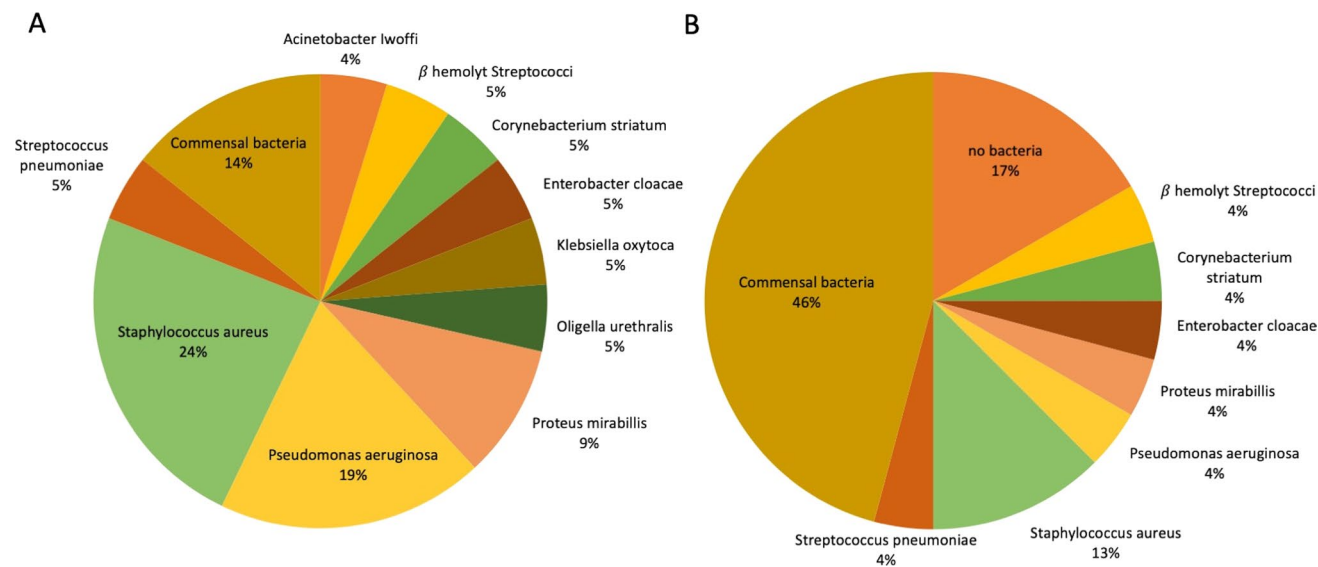 A
Acinetobacter lwoffi
4%
β hemolyt Streptococci
5%
Corynebacterium striatum
5%
Enterobacter cloacae
5%
Klebsiella oxytoca
5%
Oligella urethralis
5%
Proteus mirabillis
9%
Pseudomonas aeruginosa
19%
Staphylococcus aureus
24%
Streptococcus
pneumoniae
5%
Commensal bacteria
14%
B
no bacteria
17%
β hemolyt Streptococci
4%
Corynebacterium
striatum
4%
Enterobacter cloacae
4%
Proteus mirabillis
4%
Pseudomonas aeruginosa
4%
Staphylococcus aureus
13%
Streptococcus pneumoniae
4%
Commensal bacteria
46%